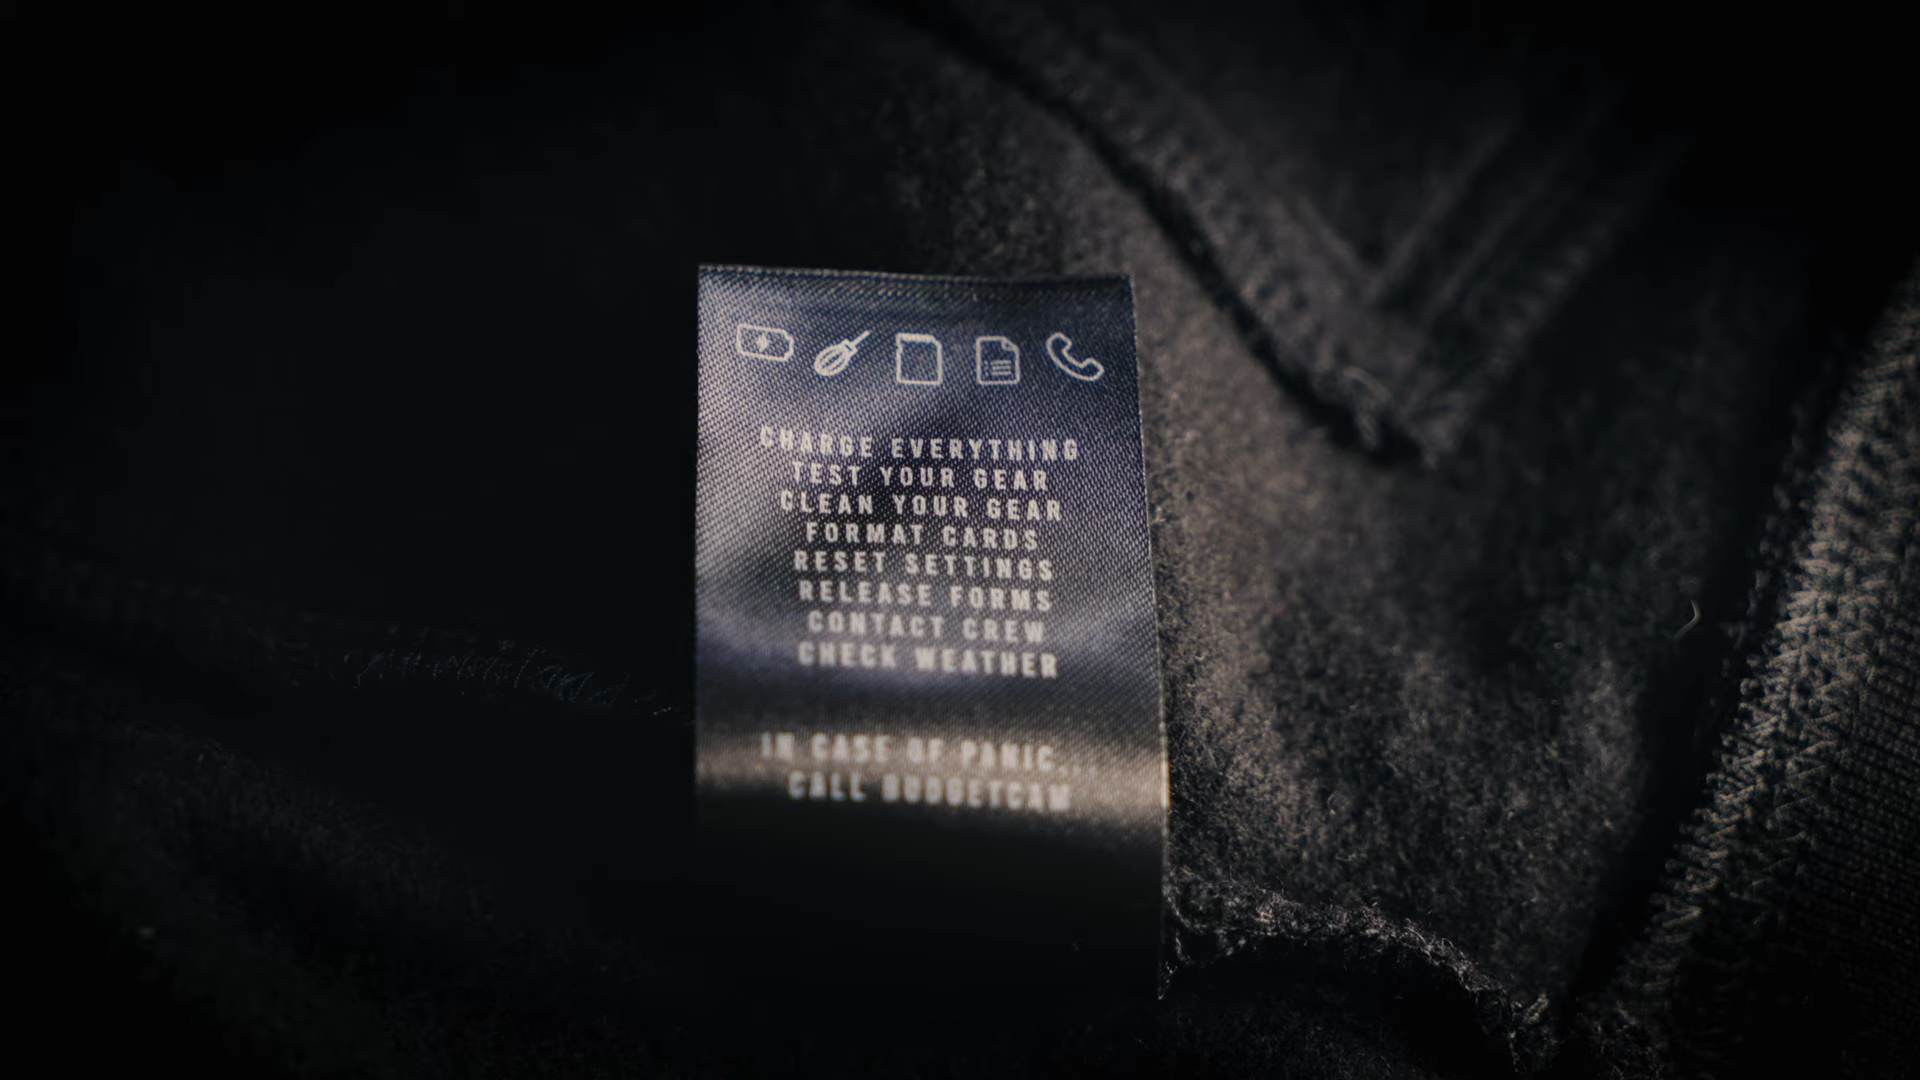 CHARGE EVERYTHING
TEST YOUR GEAR
CLEAN YOUR GEAR
FORMAT CARDS
RESET SETTINGS
RELEASE FORMS
CONTACT CREW
CHECK WEATHER
IN CASE OF PANIC...
CALL BUDGETCAM